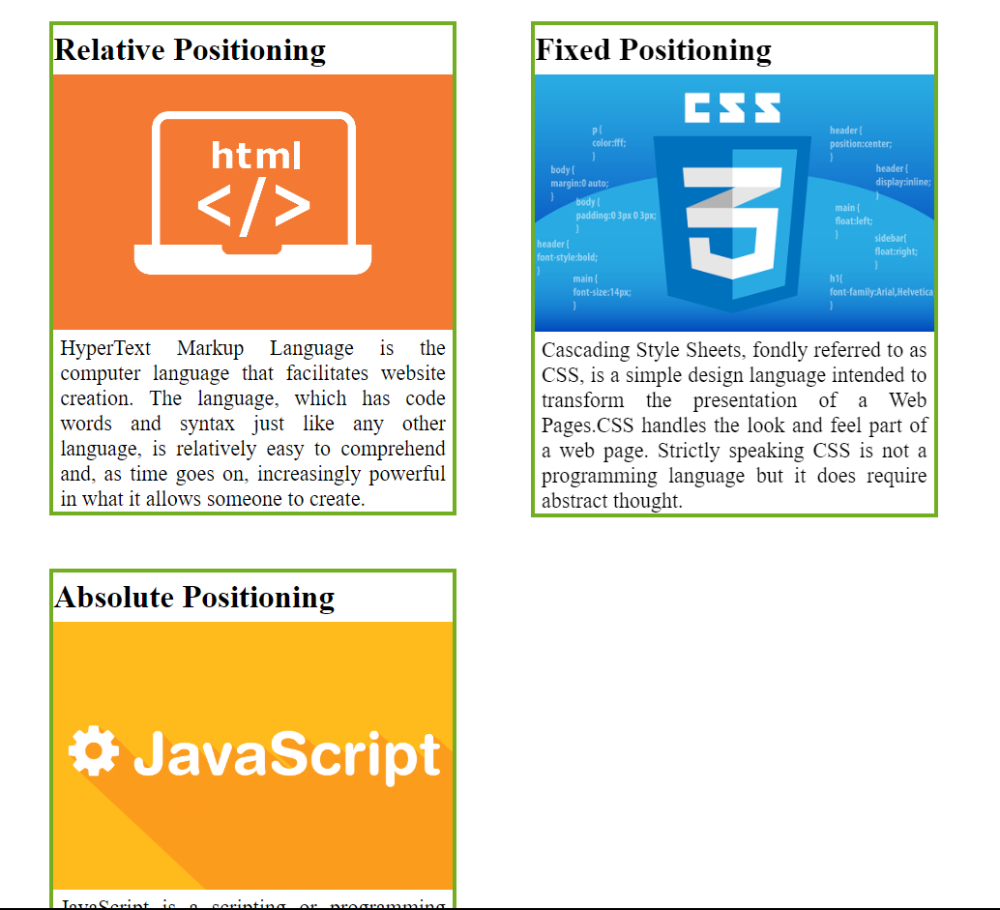 Relative Positioning
html
</>
HyperText Markup Language is the
computer language that facilitates website
creation. The language, which has code
words and syntax just like any other
language, is relatively easy to comprehend
and, as time goes on, increasingly powerful
in what it allows someone to create.
Fixed Positioning
CSS
p {
color:fff;
}
body {
margin:0 auto;
}
body {
padding:0 3px 0 3px;
}
header {
font-style:bold;
}
main {
font-size:14px;
}
3
header {
position:center;
}
header {
display:inline;
}
main {
float:left;
}
sidebar{
float:right;
}
h1{
font-family:Arial,Helvetica
}
Cascading Style Sheets, fondly referred to as
CSS, is a simple design language intended to
transform the presentation of a Web
Pages.CSS handles the look and feel part of
a web page. Strictly speaking CSS is not a
programming language but it does require
abstract thought.
Absolute Positioning
JavaScript
JavaScript is a scripting or programming